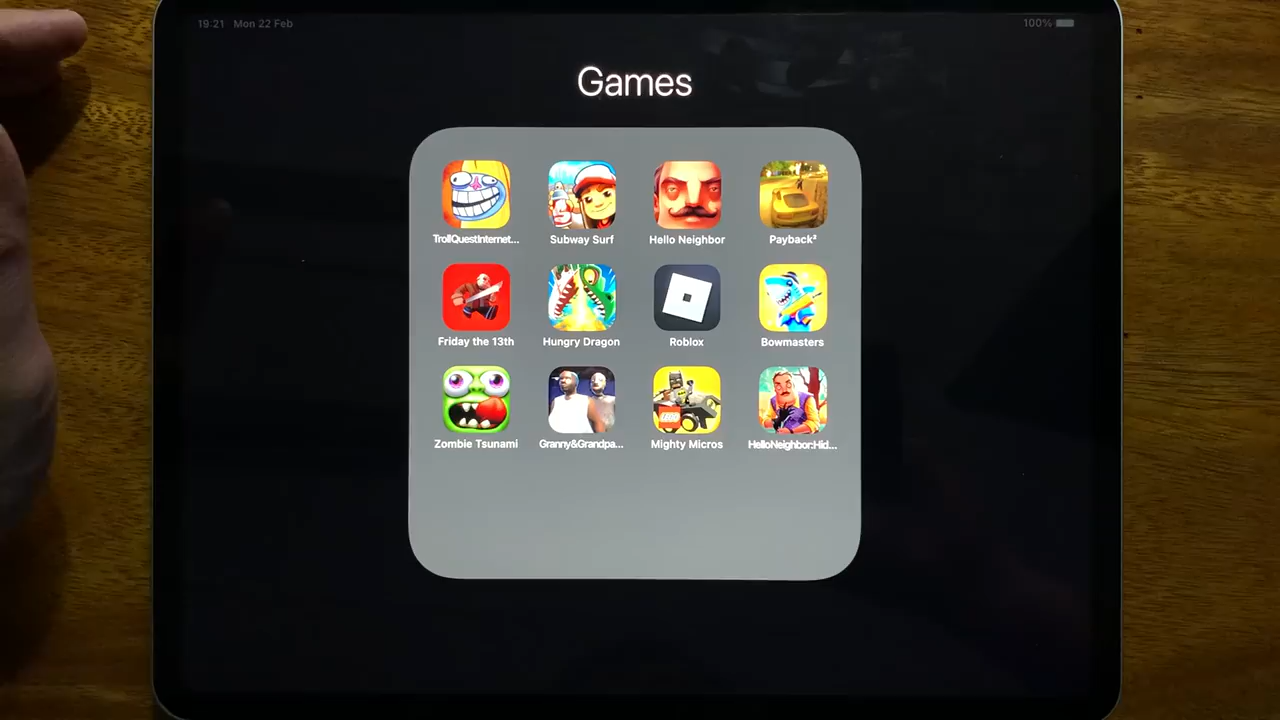 19:21 Mon 22 Feb
100%
Games
TrollQuestInternet...
Subway Surf
Hello Neighbor
Payback²
Friday the 13th
Hungry Dragon
Roblox
Bowmasters
LEGO
Zombie Tsunami
Granny&Grandpa...
Mighty Micros
HelloNeighbor:Hid...